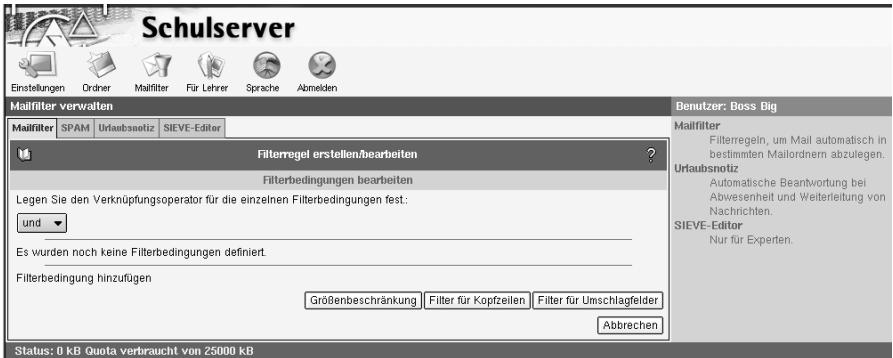 Schulserver
Einstellungen Ordner Mailfilter Für Lehrer Sprache Abmelden
Mailfilter verwalten
Benutzer: Boss Big
Mailfilter SPAM Urlaubsnotiz SIEVE-Editor
Filterregel erstellen/bearbeiten ?
Filterbedingungen bearbeiten
Legen Sie den Verknüpfungsoperator für die einzelnen Filterbedingungen fest.:
und
Es wurden noch keine Filterbedingungen definiert.
Filterbedingung hinzufügen
Größenbeschränkung Filter für Kopfzeilen Filter für Umschlagfelder
Abbrechen
Mailfilter
Filterregeln, um Mail automatisch in
bestimmten Mailordnern abzulegen.
Urlaubsnotiz
Automatische Beantwortung bei
Abwesenheit und Weiterleitung von
Nachrichten.
SIEVE-Editor
Nur für Experten.
Status: 0 kB Quota verbraucht von 25000 kB